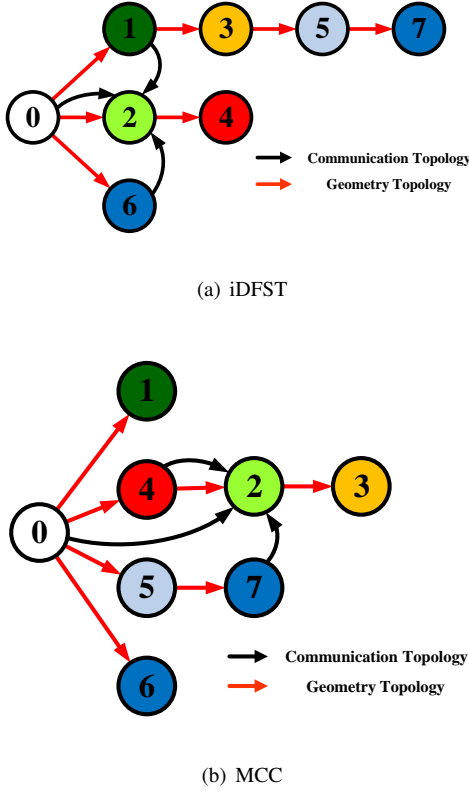 1 3 5 7
0 2 4
6
Communication Topology
Geometry Topology
(a) iDFST
1
4 2 3
0
5 7
6
Communication Topology
Geometry Topology
(b) MCC